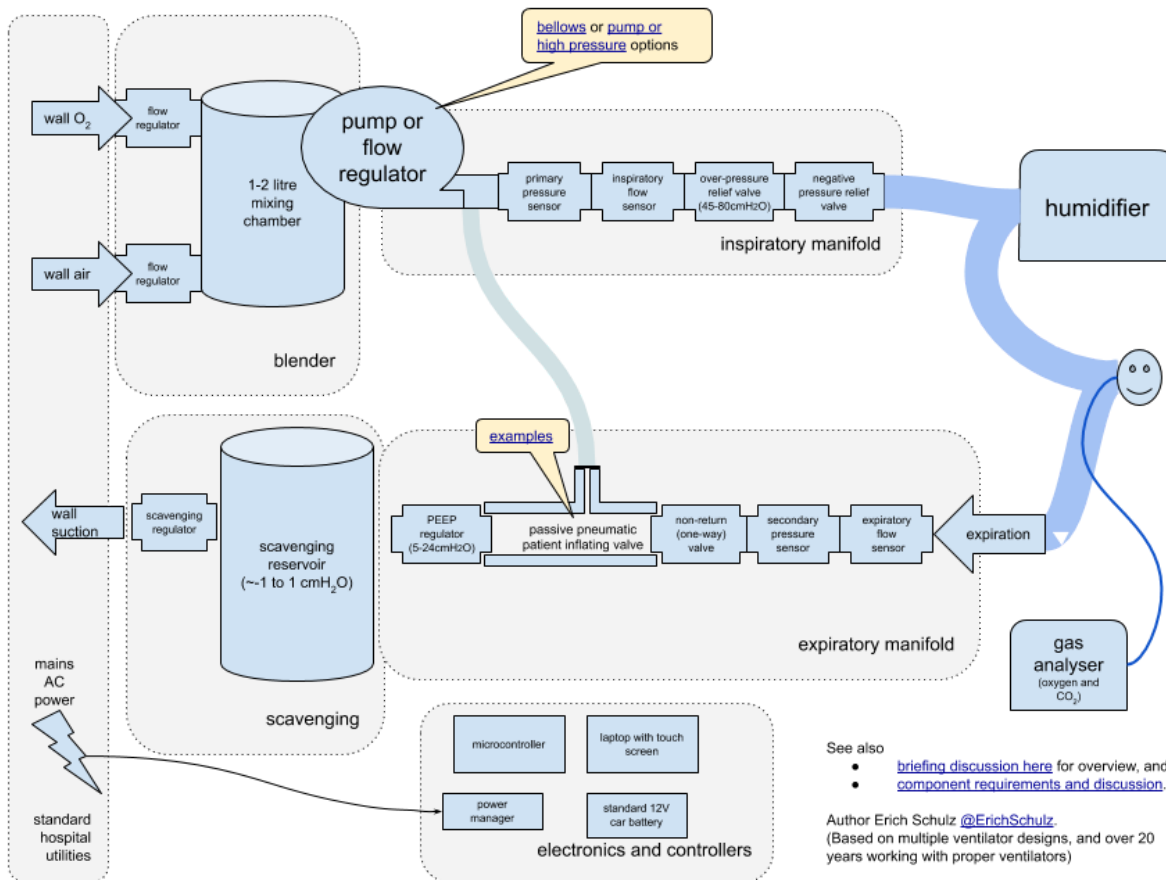 bellows or pump or
high pressure options
wall O₂
flow
regulator
pump or
flow
regulator
1-2 litre
mixing
chamber
primary
pressure
sensor
inspiratory
flow
sensor
over-pressure
relief valve
(45-80cmH2O)
negative
pressure relief
valve
humidifier
inspiratory manifold
wall air
flow
regulator
blender
examples
wall
suction
scavenging
regulator
scavenging
reservoir
(~-1 to 1 cmH₂O)
PEEP
regulator
(5-24cmH2O)
passive pneumatic
patient inflating valve
non-return
(one-way)
valve
secondary
pressure
sensor
expiratory
flow
sensor
expiration
expiratory manifold
gas
analyser
(oxygen and
CO₂)
scavenging
mains
AC
power
standard
hospital
utilities
microcontroller
laptop with touch
screen
power
manager
standard 12V
car battery
electronics and controllers
See also
● briefing discussion here for overview, and
● component requirements and discussion.
Author Erich Schulz @ErichSchulz.
(Based on multiple ventilator designs, and over 20
years working with proper ventilators)